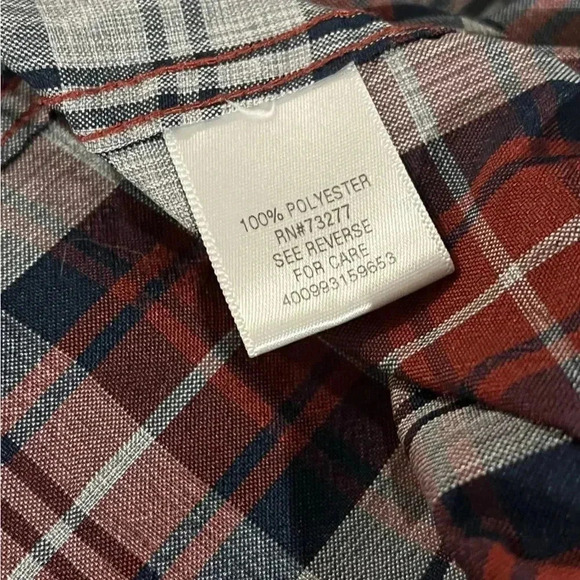 100% POLYESTER
RN#73277
SEE REVERSE
FOR CARE
400993159653